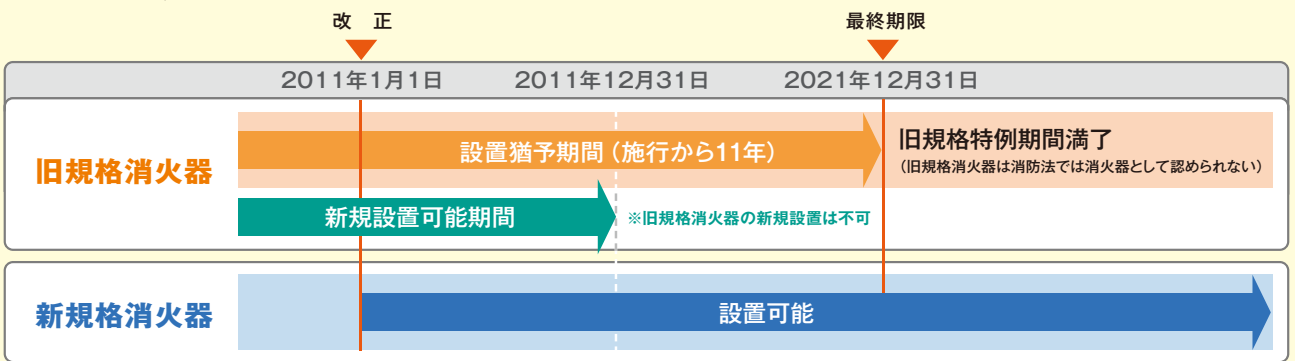 改　正
最終期限
2011年1月1日
2011年12月31日
2021年12月31日
旧規格消火器
設置猶予期間（施行から11年）
旧規格特例期間満了
（旧規格消火器は消防法では消火器として認められない）
新規設置可能期間
※旧規格消火器の新規設置は不可
新規格消火器
設置可能